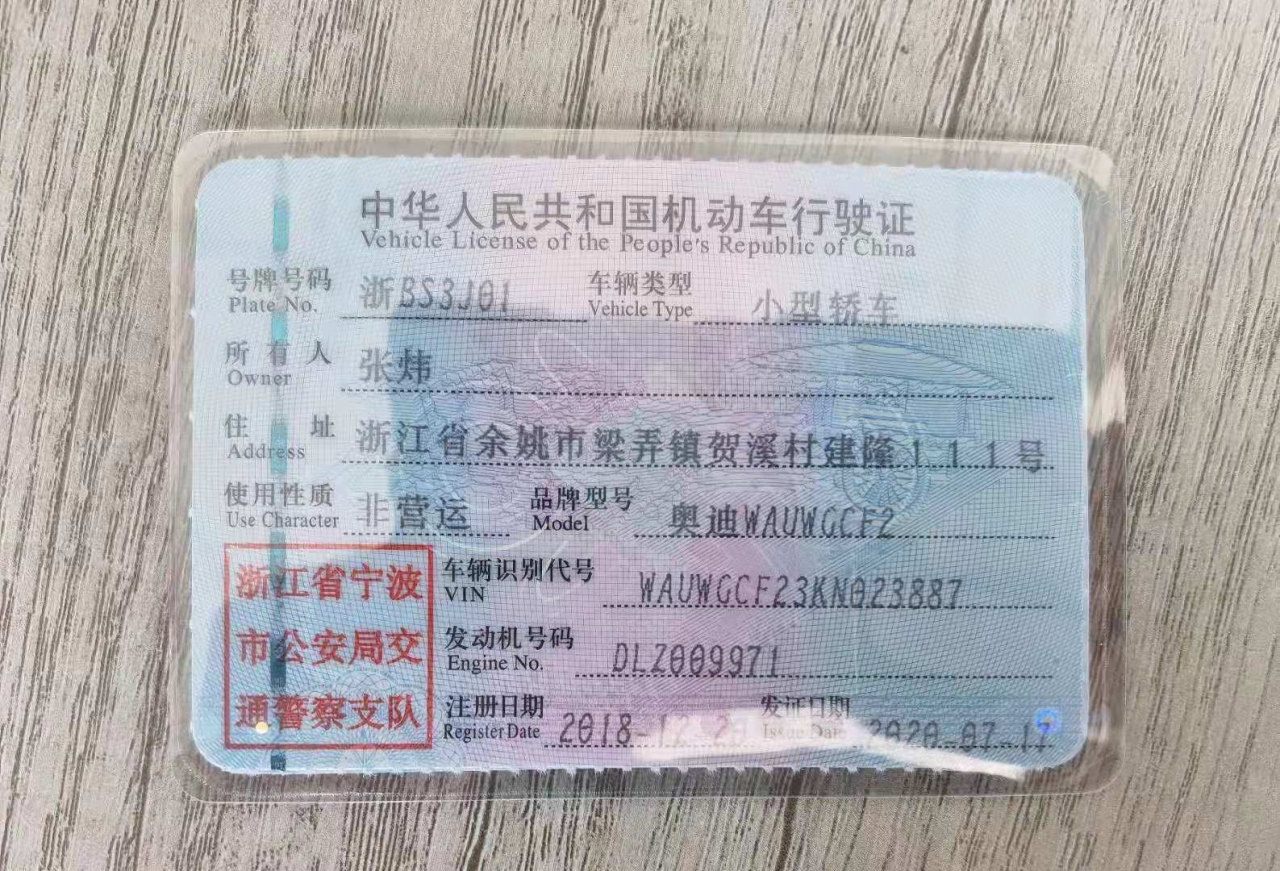 中华人民共和国机动车行驶证
Vehicle License of the People's Republic of China
号牌号码 浙BS3J01 车辆类型 小型轿车
Plate No. Vehicle Type
所有人 张炜
Owner
住址 浙江省余姚市梁弄镇贺溪村建隆111号
Address
使用性质 非营运 品牌型号 奥迪WAUWGCF2
Use Character Model
浙江省宁波
市公安局交
通警察支队
车辆识别代号 WAUWGCF23KN023887
VIN
发动机号码 DLZ009971
Engine No.
注册日期 2018-12-20 发证日期 2020-07-
Register Date Issue Date